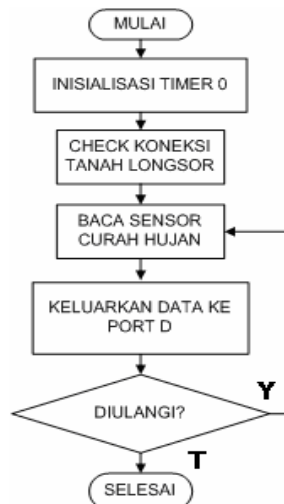 MULAI
INISIALISASI TIMER 0
CHECK KONEKSI
TANAH LONGSOR
BACA SENSOR
CURAH HUJAN
KELUARKAN DATA KE
PORT D
DIULANGI?
Y
T
SELESAI